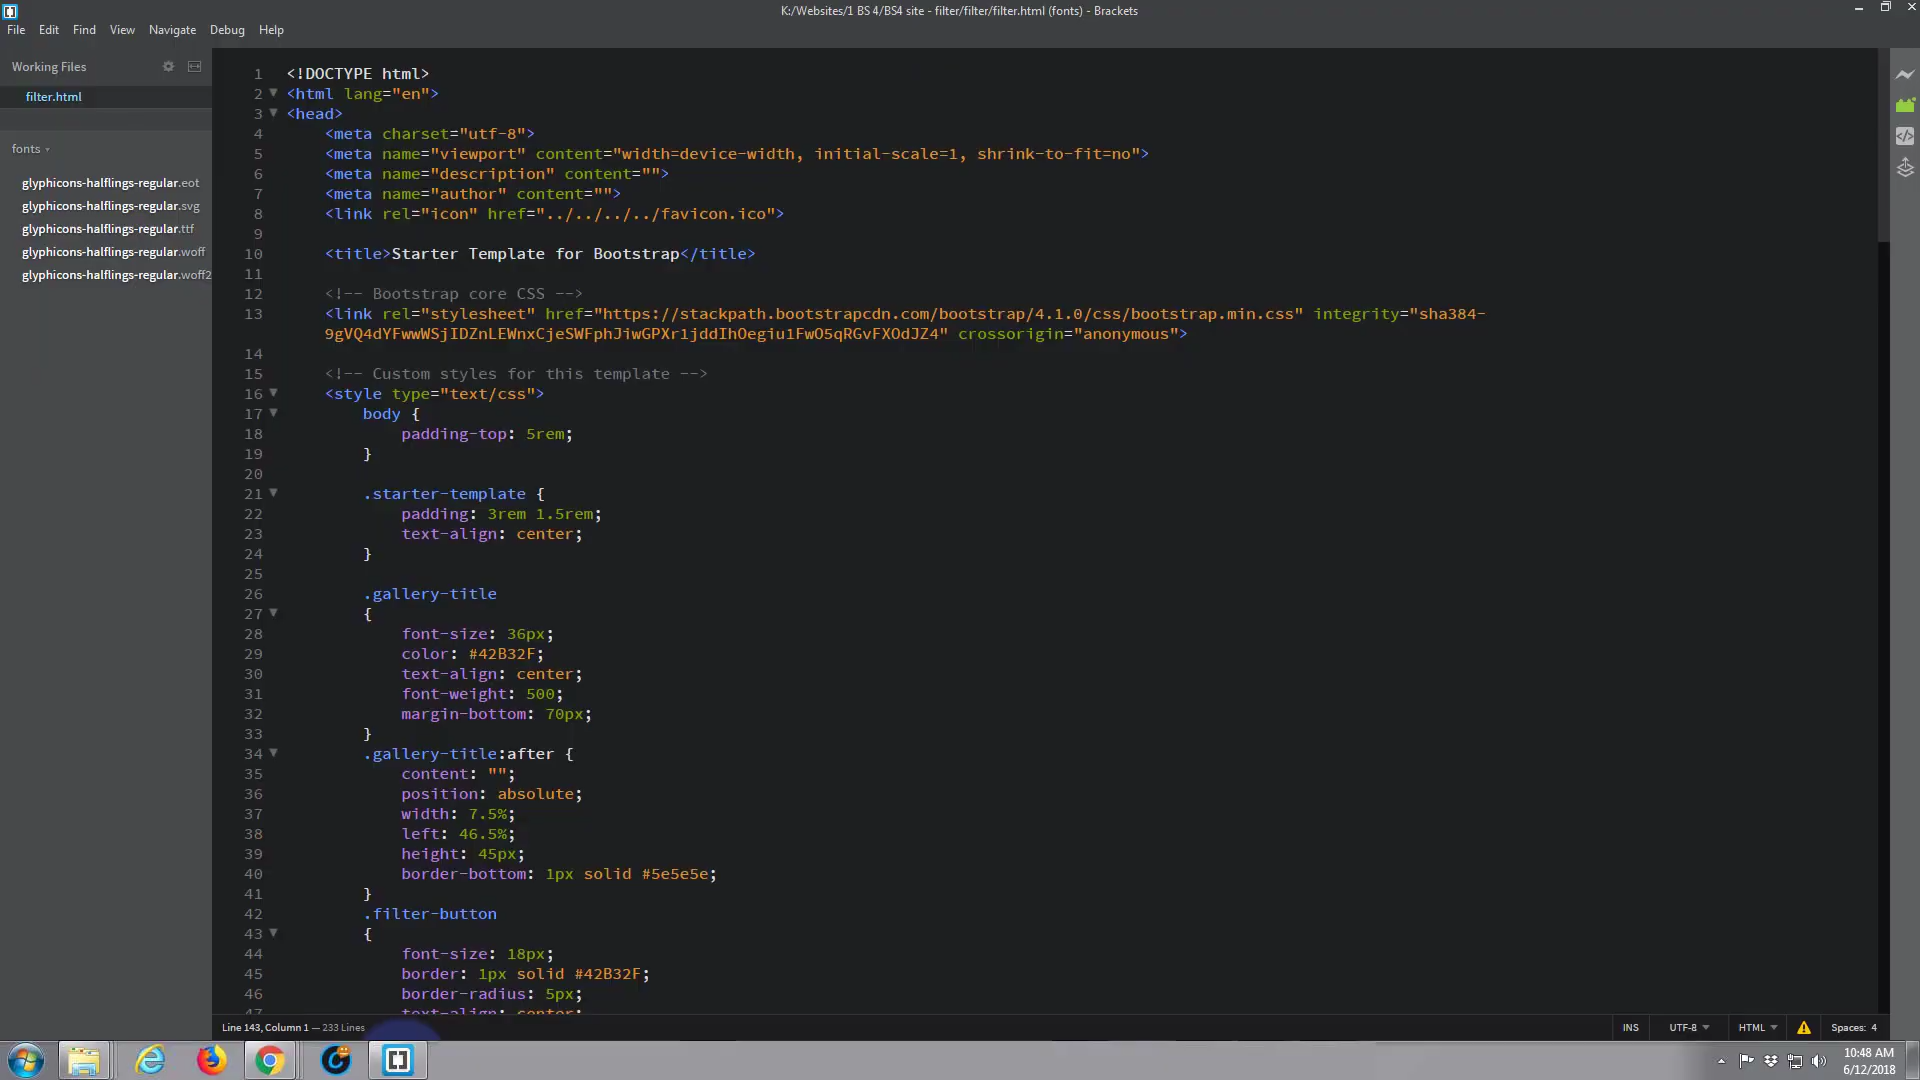 K:/Websites/1 BS 4/BS4 site - filter/filter/filter.html (fonts) - Brackets
File Edit Find View Navigate Debug Help
Working Files
filter.html
fonts
glyphicons-halflings-regular.eot
glyphicons-halflings-regular.svg
glyphicons-halflings-regular.ttf
glyphicons-halflings-regular.woff
glyphicons-halflings-regular.woff2
1 <!DOCTYPE html>
2 <html lang="en">
3 <head>
4 <meta charset="utf-8">
5 <meta name="viewport" content="width=device-width, initial-scale=1, shrink-to-fit=no">
6 <meta name="description" content="">
7 <meta name="author" content="">
8 <link rel="icon" href="../../../../favicon.ico">
9
10 <title>Starter Template for Bootstrap</title>
11
12 <!-- Bootstrap core CSS -->
13 <link rel="stylesheet" href="https://stackpath.bootstrapcdn.com/bootstrap/4.1.0/css/bootstrap.min.css" integrity="sha384-
9gVQ4dYFwwWSjIDZnLEWnxCjeSWFphJiwGPXr1jddIhOegiu1FwO5qRGvFXOdJZ4" crossorigin="anonymous">
14
15 <!-- Custom styles for this template -->
16 <style type="text/css">
17 body {
18 padding-top: 5rem;
19 }
20
21 .starter-template {
22 padding: 3rem 1.5rem;
23 text-align: center;
24 }
25
26 .gallery-title
27 {
28 font-size: 36px;
29 color: #42B32F;
30 text-align: center;
31 font-weight: 500;
32 margin-bottom: 70px;
33 }
34 .gallery-title:after {
35 content: "";
36 position: absolute;
37 width: 7.5%;
38 left: 46.5%;
39 height: 45px;
40 border-bottom: 1px solid #5e5e5e;
41 }
42 .filter-button
43 {
44 font-size: 18px;
45 border: 1px solid #42B32F;
46 border-radius: 5px;
47 text-align: center;
Line 143, Column 1 — 233 Lines
INS UTF-8 HTML Spaces: 4
10:48 AM
6/12/2018